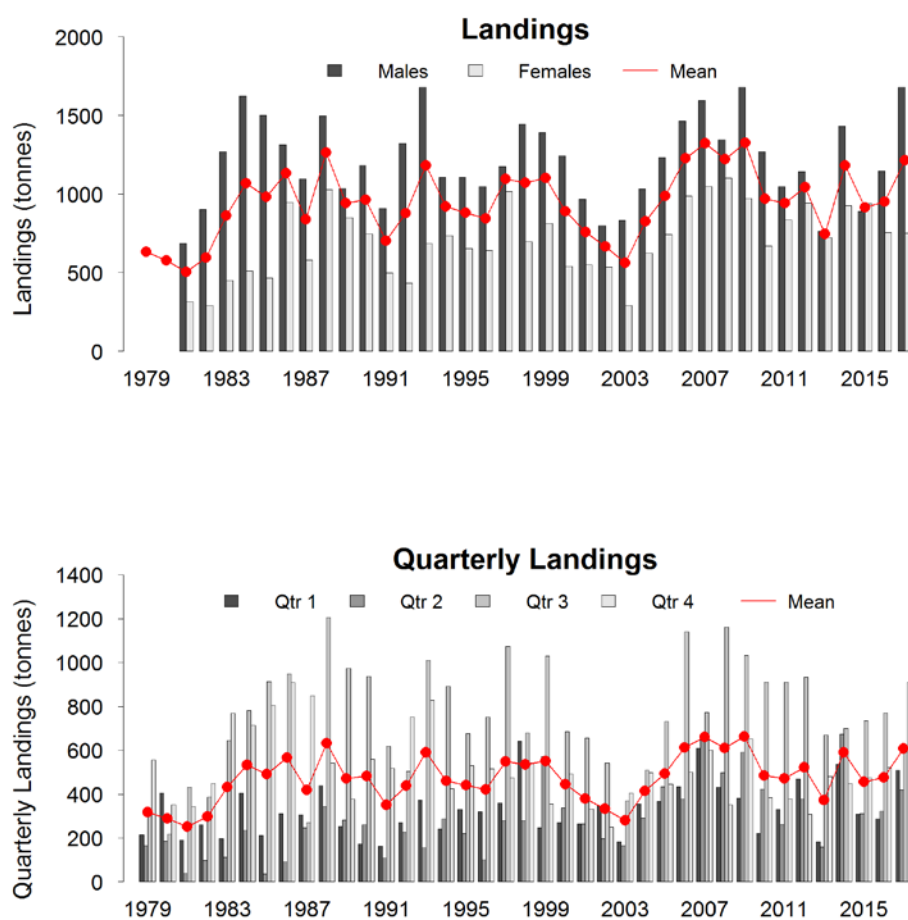 Landings
2000
Males Females Mean
1500
1000
500
0
Landings (tonnes)
1979 1983 1987 1991 1995 1999 2003 2007 2011 2015
Quarterly Landings
1400
Qtr 1 Qtr 2 Qtr 3 Qtr 4 Mean
1200
1000
800
600
400
200
0
Quarterly Landings (tonnes)
1979 1983 1987 1991 1995 1999 2003 2007 2011 2015